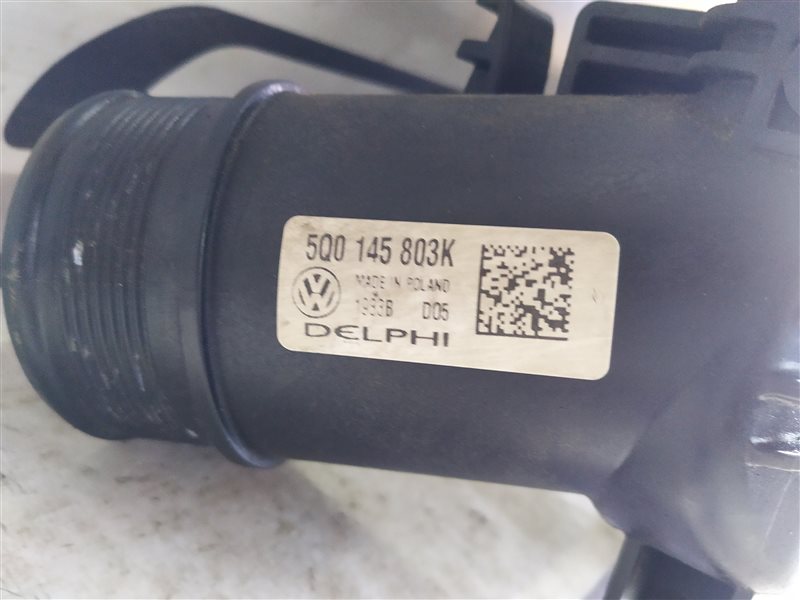 5Q0 145 803K
MADE IN POLAND
D05
DELPHI